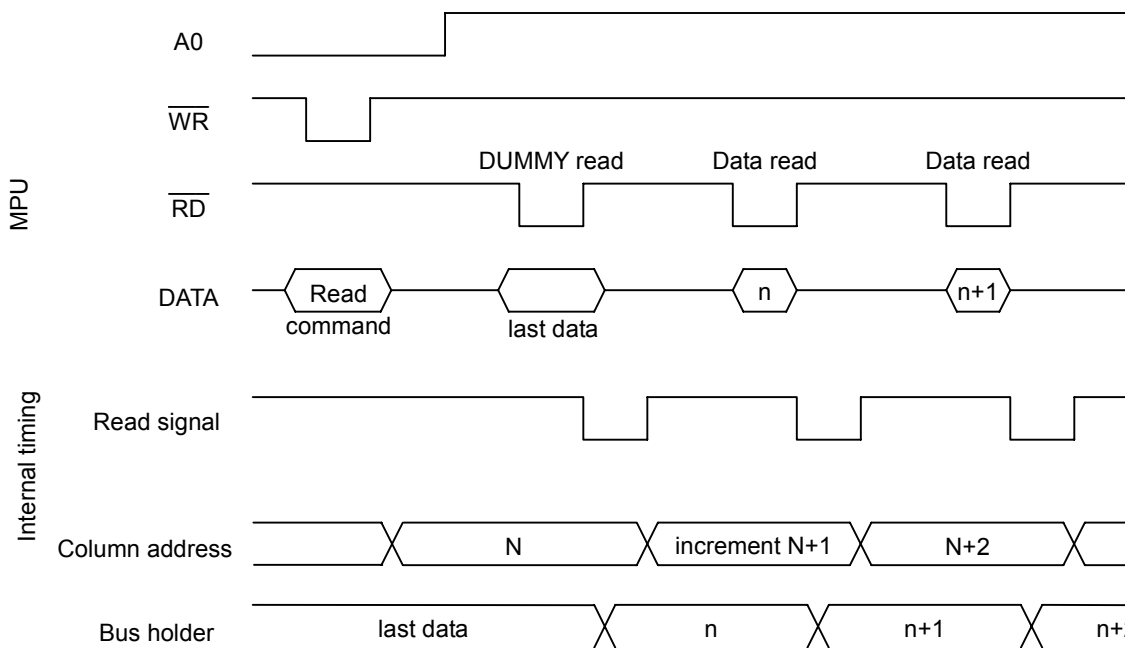 A0
WR
DUMMY read Data read Data read
MPU
RD
DATA
Read
command
last data
n
n+1
Internal timing
Read signal
Column address
N
increment N+1
N+2
Bus holder
last data
n
n+1